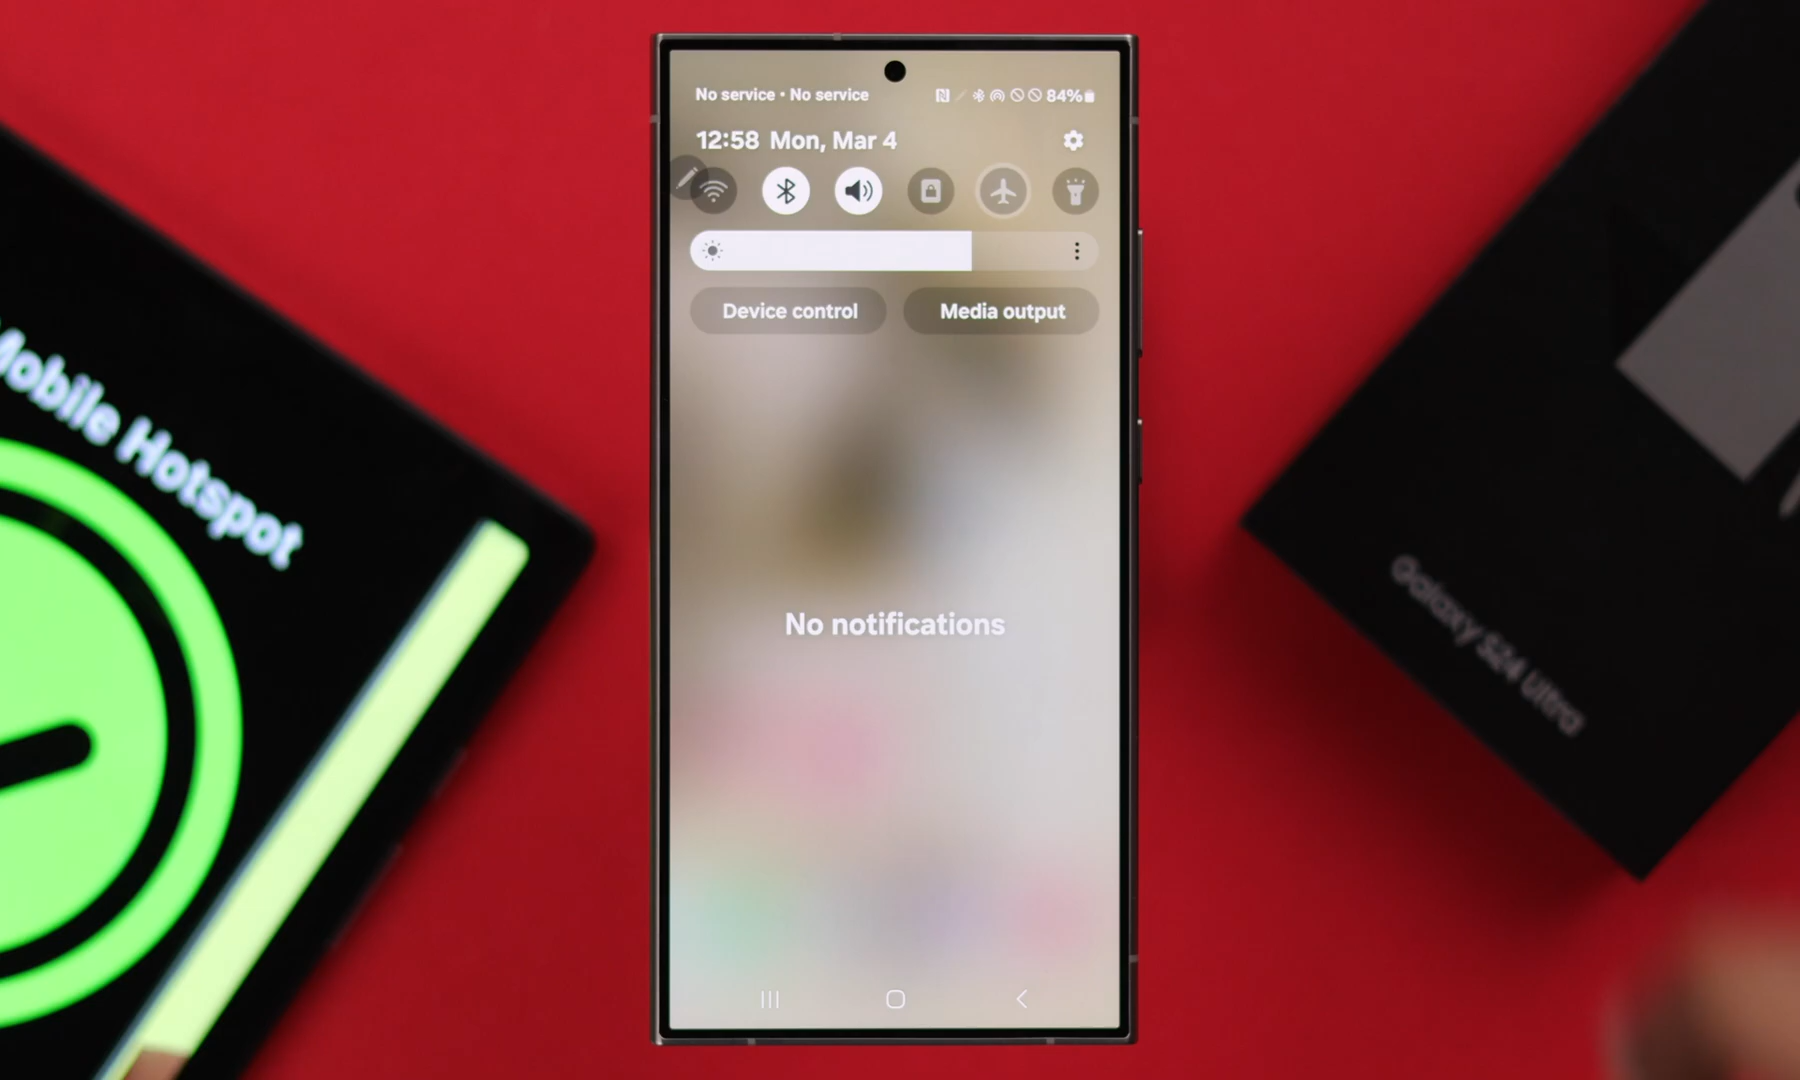 No service • No service
84%
12:58 Mon, Mar 4
Device control
Media output
No notifications
Mobile Hotspot
Galaxy S24 Ultra